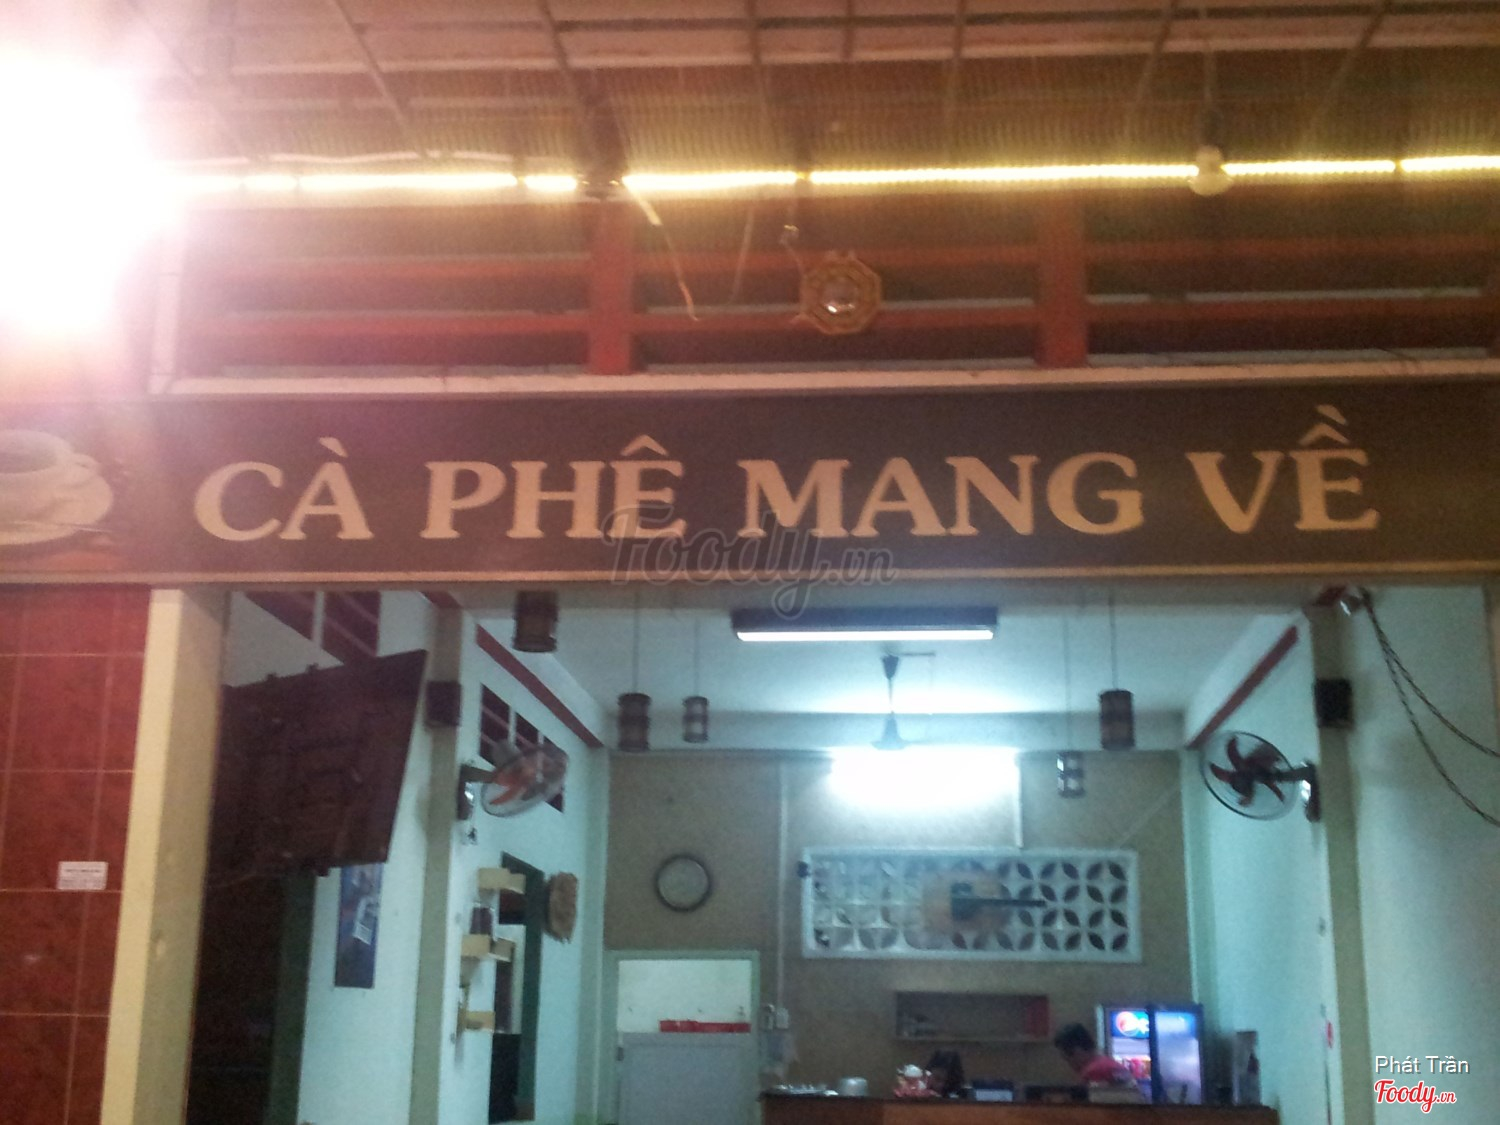 CÀ PHÊ MANG VỀ
Foody.vn
Phát Trần
Foody.vn